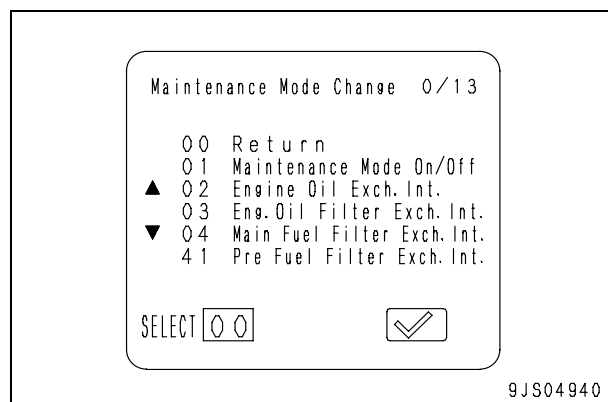 Maintenance Mode Change 0/13
00 Return
01 Maintenance Mode On/Off
▲ 02 Engine Oil Exch. Int.
03 Eng.Oil Filter Exch. Int.
▼ 04 Main Fuel Filter Exch. Int.
41 Pre Fuel Filter Exch. Int.
SELECT 00
9JS04940